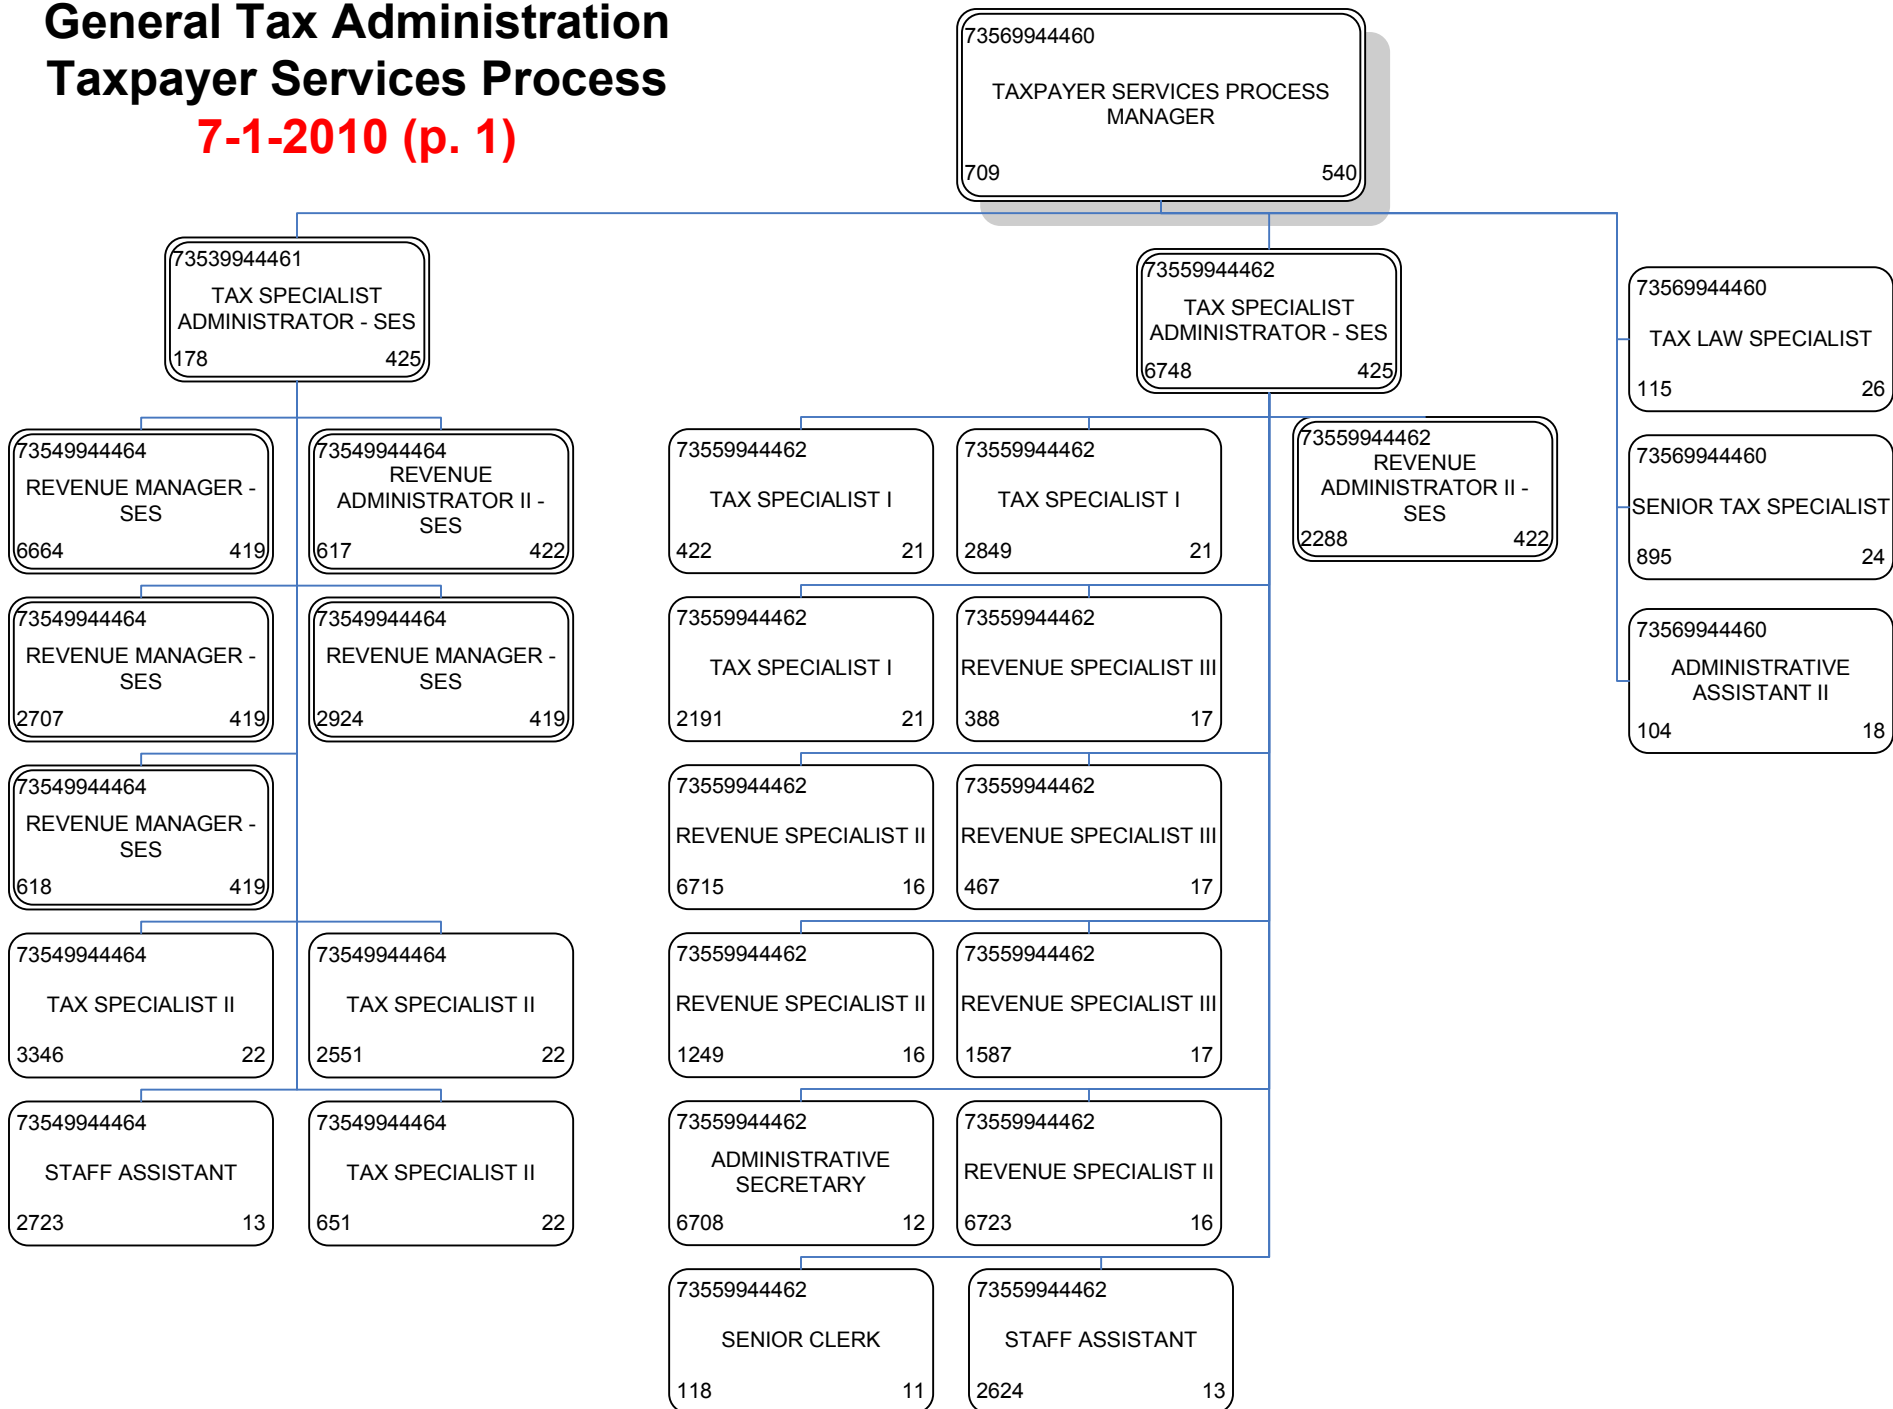 General Tax Administration
Taxpayer Services Process
7-1-2010 (p. 1)
73569944460
TAXPAYER SERVICES PROCESS
MANAGER
709 540
73539944461
TAX SPECIALIST
ADMINISTRATOR - SES
178 425
73559944462
TAX SPECIALIST
ADMINISTRATOR - SES
6748 425
73569944460
TAX LAW SPECIALIST
115 26
73569944460
SENIOR TAX SPECIALIST
895 24
73569944460
ADMINISTRATIVE
ASSISTANT II
104 18
73549944464
REVENUE MANAGER -
SES
6664 419
73549944464
REVENUE
ADMINISTRATOR II -
SES
617 422
73549944464
REVENUE MANAGER -
SES
2707 419
73549944464
REVENUE MANAGER -
SES
2924 419
73549944464
REVENUE MANAGER -
SES
618 419
73549944464
TAX SPECIALIST II
3346 22
73549944464
TAX SPECIALIST II
2551 22
73549944464
STAFF ASSISTANT
2723 13
73549944464
TAX SPECIALIST II
651 22
73559944462
TAX SPECIALIST I
422 21
73559944462
TAX SPECIALIST I
2849 21
73559944462
REVENUE
ADMINISTRATOR II -
SES
2288 422
73559944462
TAX SPECIALIST I
2191 21
73559944462
REVENUE SPECIALIST III
388 17
73559944462
REVENUE SPECIALIST II
6715 16
73559944462
REVENUE SPECIALIST III
467 17
73559944462
REVENUE SPECIALIST II
1249 16
73559944462
REVENUE SPECIALIST III
1587 17
73559944462
ADMINISTRATIVE
SECRETARY
6708 12
73559944462
REVENUE SPECIALIST II
6723 16
73559944462
SENIOR CLERK
118 11
73559944462
STAFF ASSISTANT
2624 13